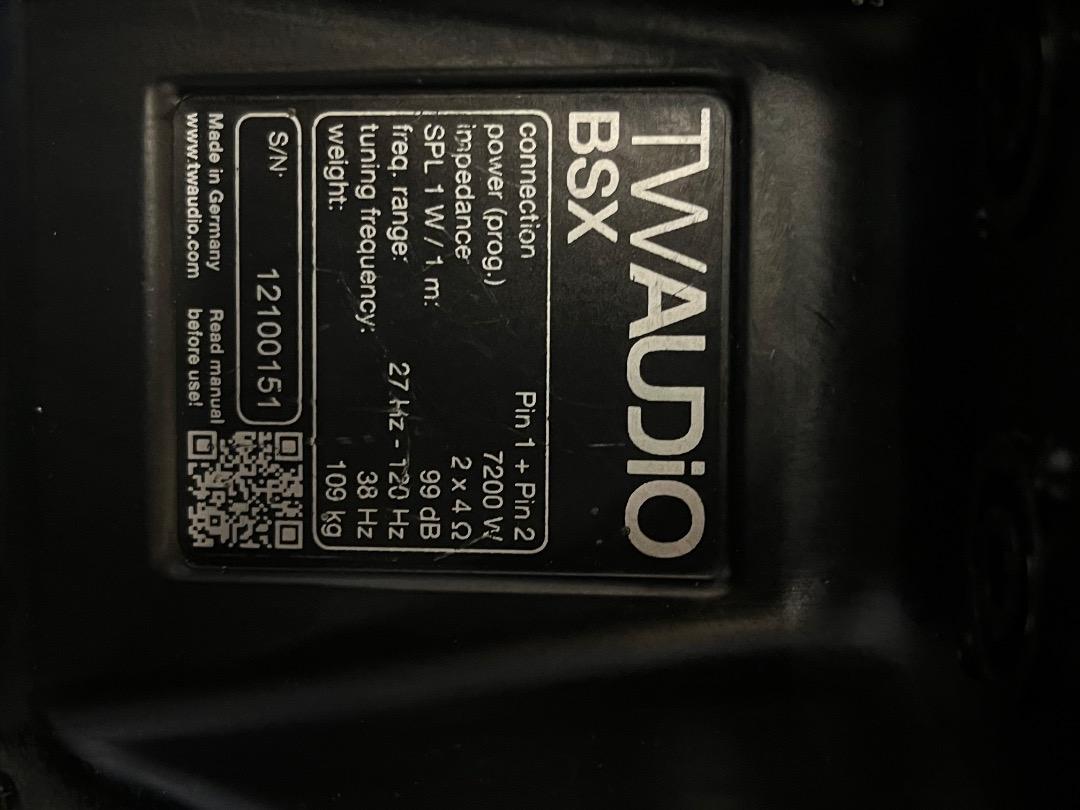 TWAUDiO
BSX
connection Pin 1 + Pin 2
power (prog.) 7200 W
impedance 2 x 4 Ω
SPL 1 W / 1 m: 99 dB
freq. range: 27 Hz - 120 Hz
tuning frequency: 38 Hz
weight: 109 kg
S/N: 12100151
Made in Germany Read manual
www.twaudio.com before use!